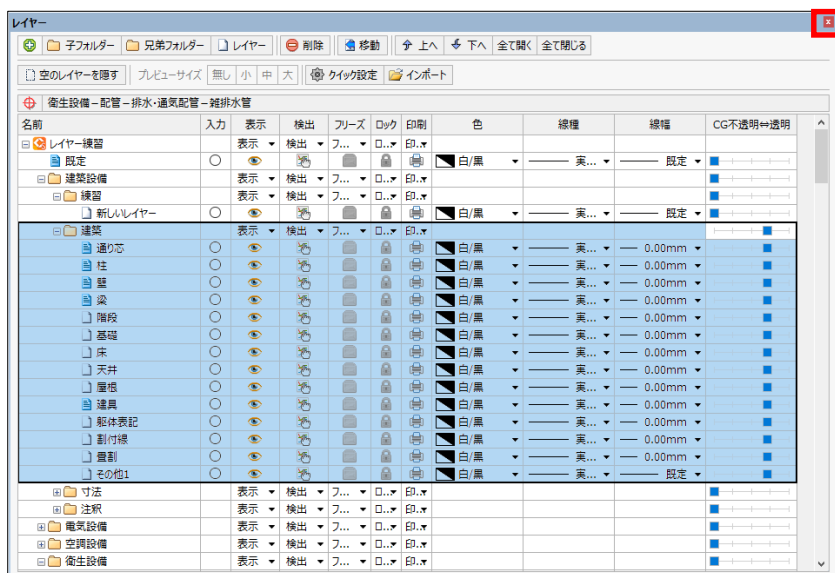 レイヤー
子フォルダー 兄弟フォルダー レイヤー 削除 移動 上へ 下へ 全て開く 全て閉じる
空のレイヤーを隠す プレビューサイズ 無し 小 中 大 クイック設定 インポート
衛生設備－配管－排水・通気配管－雑排水管
名前 入力 表示 検出 フリーズ ロック 印刷 色 線種 線幅 CG不透明⇔透明
レイヤー練習 表示 検出 フ... ロ... 印...
既定 白/黒 実... 既定
建築設備 表示 検出 フ... ロ... 印...
練習 表示 検出 フ... ロ... 印...
新しいレイヤー 白/黒 実... 既定
建築 表示 検出 フ... ロ... 印...
通り芯 白/黒 実... 0.00mm
柱 白/黒 実... 0.00mm
壁 白/黒 実... 0.00mm
梁 白/黒 実... 0.00mm
階段 白/黒 実... 0.00mm
基礎 白/黒 実... 0.00mm
床 白/黒 実... 0.00mm
天井 白/黒 実... 0.00mm
屋根 白/黒 実... 0.00mm
建具 白/黒 実... 0.00mm
躯体表記 白/黒 実... 0.00mm
割付線 白/黒 実... 0.00mm
畳割 白/黒 実... 0.00mm
その他1 白/黒 実... 既定
寸法 表示 検出 フ... ロ... 印...
注釈 表示 検出 フ... ロ... 印...
電気設備 表示 検出 フ... ロ... 印...
空調設備 表示 検出 フ... ロ... 印...
衛生設備 表示 検出 フ... ロ... 印...